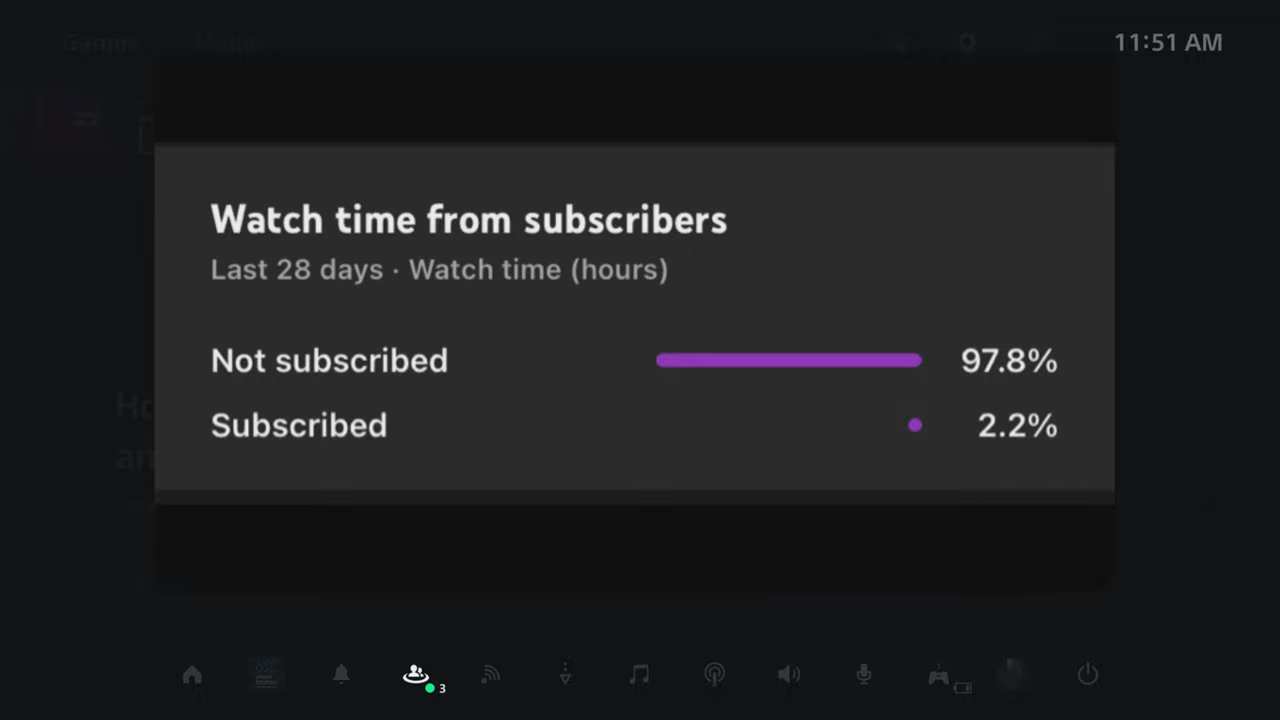 Games
11:51 AM
Watch time from subscribers
Last 28 days · Watch time (hours)
Not subscribed 97.8%
Subscribed 2.2%
3